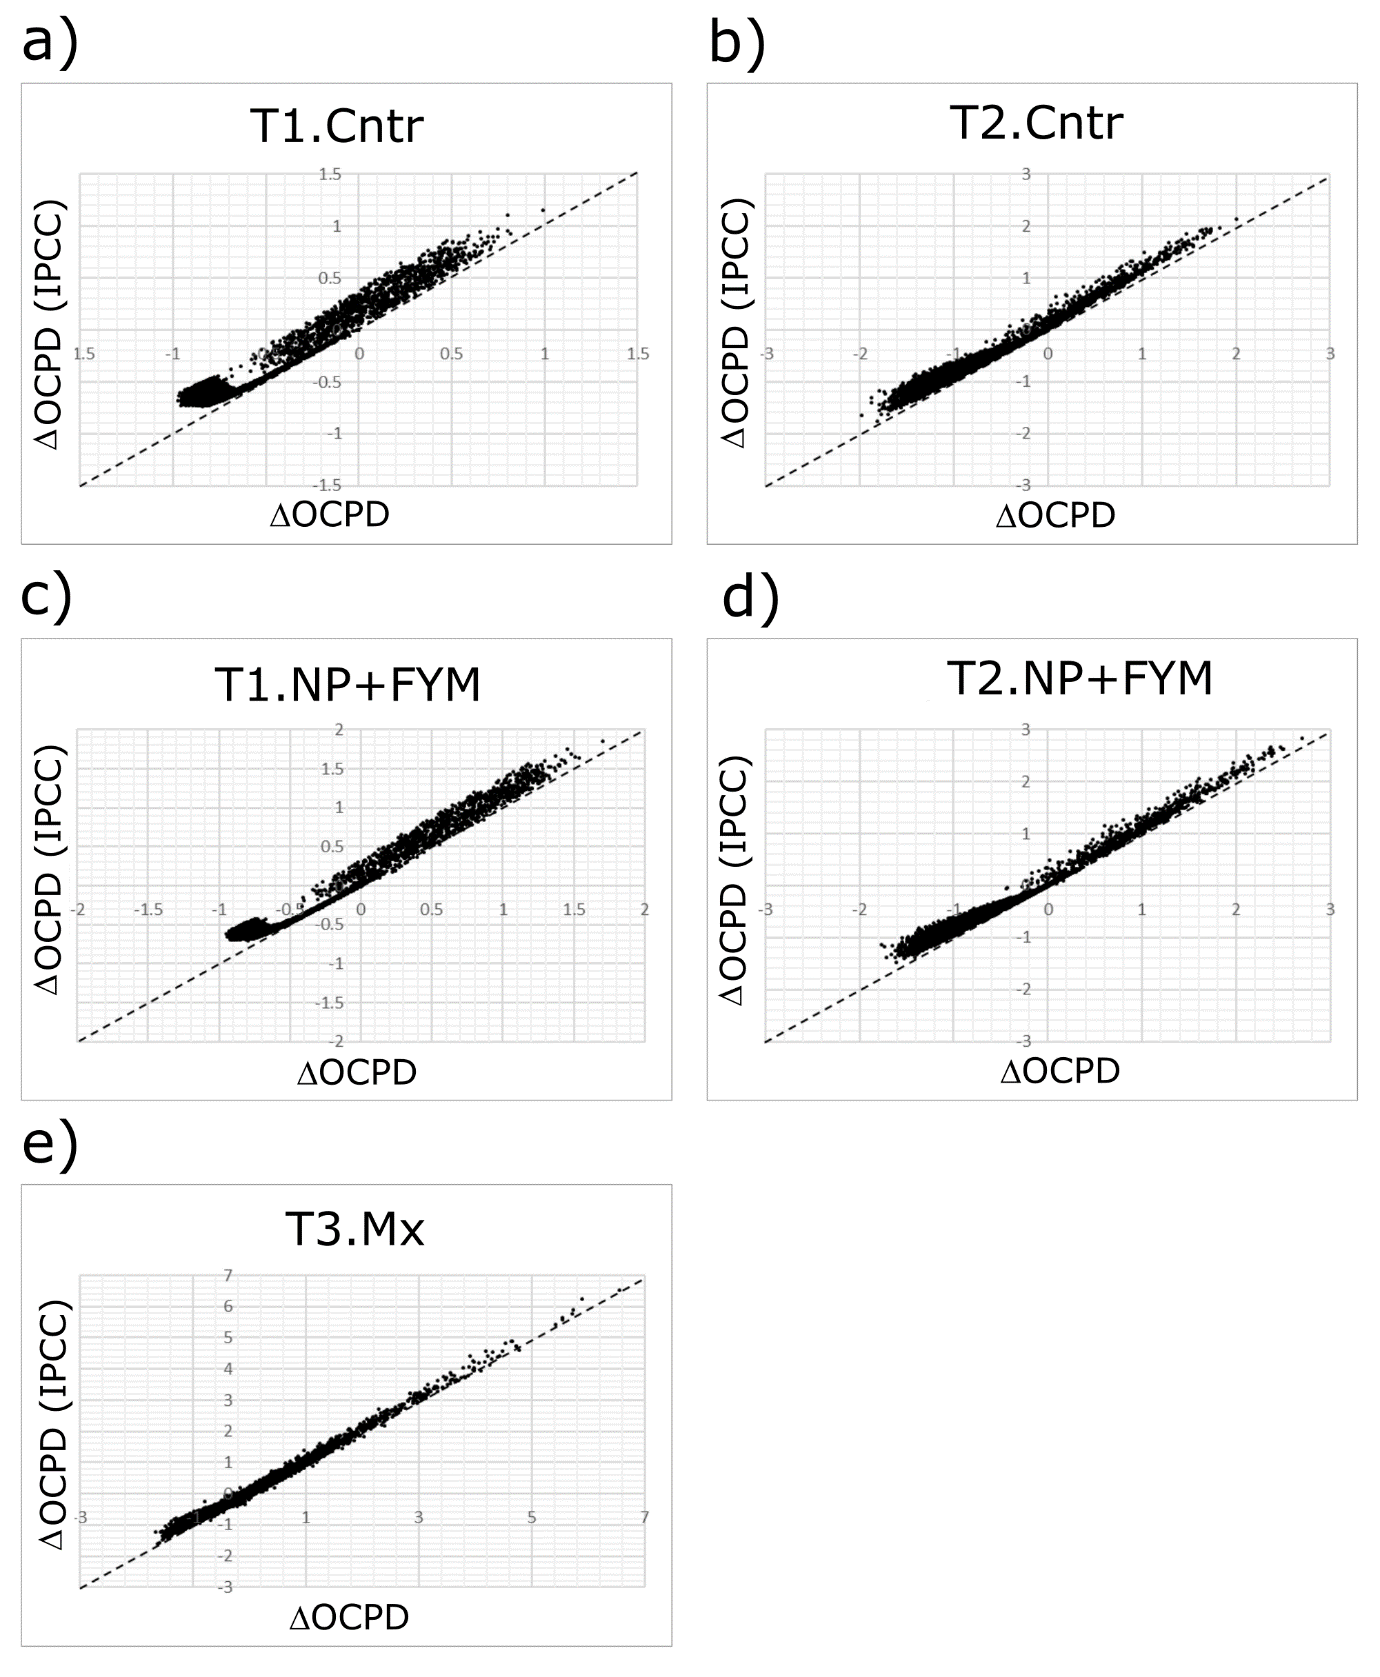 a)
T1.Cntr
ΔOCPD (IPCC)
1.5
1
0.5
1.5 -1 0 0.5 1 1.5
-0.5
-1
-1.5
ΔOCPD
b)
T2.Cntr
ΔOCPD (IPCC)
3
2
1
0
-3 -2 -1 0 1 2 3
-1
-2
-3
ΔOCPD
c)
T1.NP+FYM
ΔOCPD (IPCC)
2
1.5
1
0.5
0
-2 -1.5 -1 -0.5 0 0.5 1 1.5 2
-0.5
-1
-1.5
-2
ΔOCPD
d)
T2.NP+FYM
ΔOCPD (IPCC)
3
2
1
0
-3 -2 -1 0 1 2 3
-1
-2
-3
ΔOCPD
e)
T3.Mx
ΔOCPD (IPCC)
7
6
5
4
3
2
1
0
-3 -1 1 3 5 7
-1
-2
-3
ΔOCPD